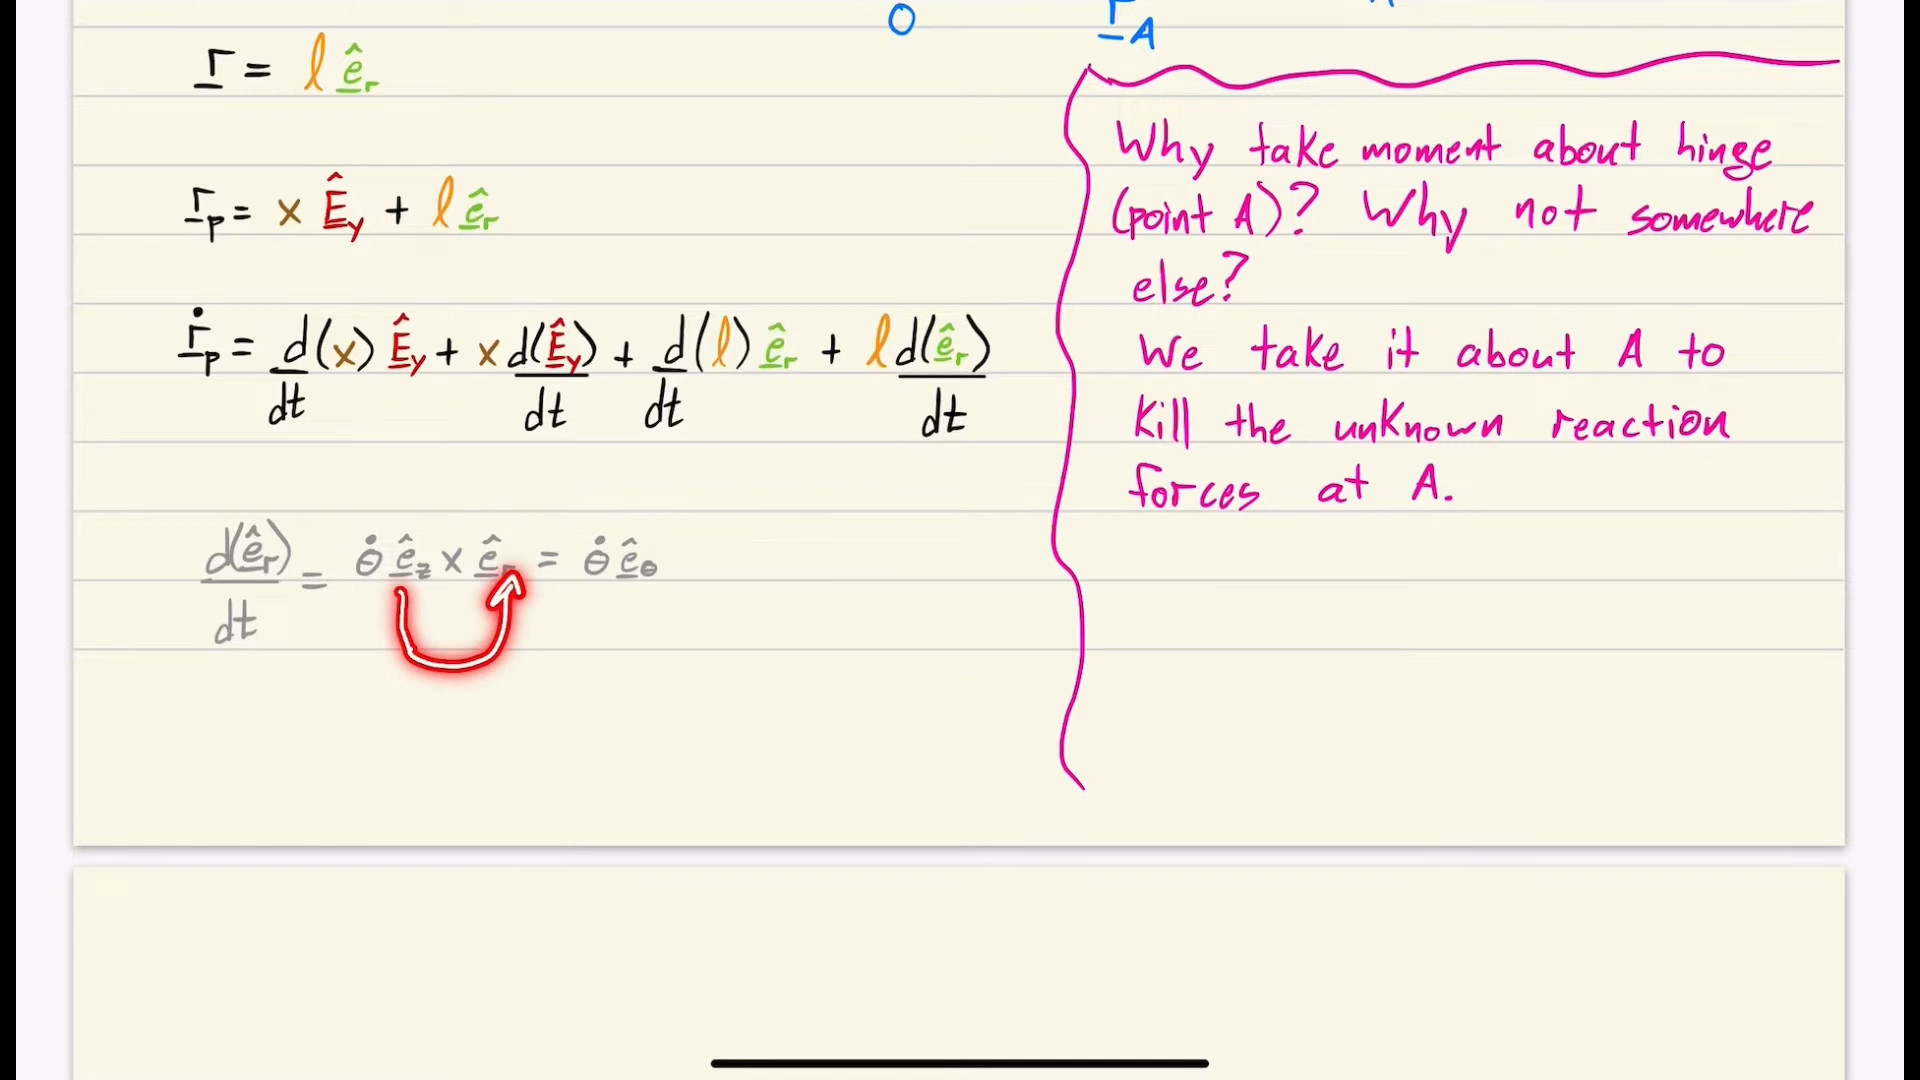 O
r_A
r = l ê_r
r_p = x Ê_y + l ê_r
ṙ_p = d(x)/dt Ê_y + x d(Ê_y)/dt + d(l)/dt ê_r + l d(ê_r)/dt
d(ê_r)/dt = θ̇ ê_z × ê_r = θ̇ ê_θ
Why take moment about hinge
(point A)? Why not somewhere
else?
We take it about A to
kill the unknown reaction
forces at A.